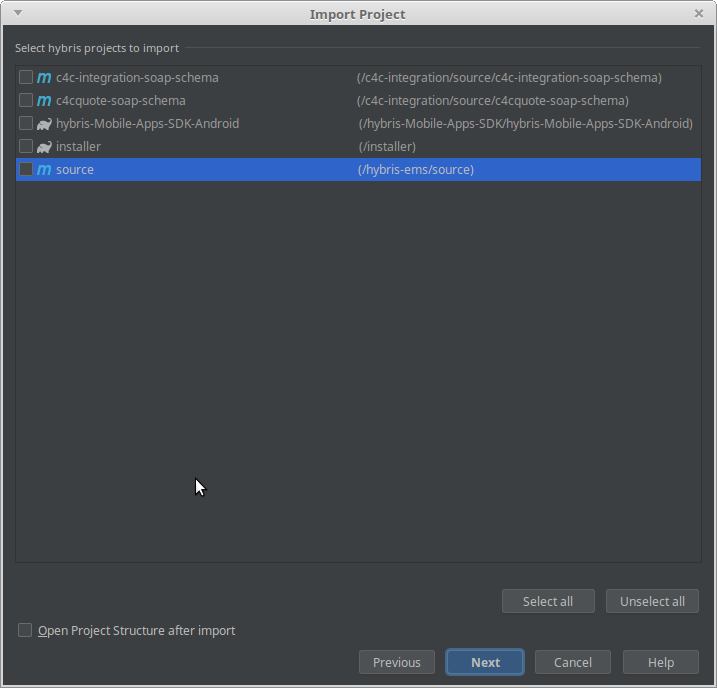 Import Project
Select hybris projects to import
c4c-integration-soap-schema (/c4c-integration/source/c4c-integration-soap-schema)
c4cquote-soap-schema (/c4c-integration/source/c4cquote-soap-schema)
hybris-Mobile-Apps-SDK-Android (/hybris-Mobile-Apps-SDK/hybris-Mobile-Apps-SDK-Android)
installer (/installer)
source (/hybris-ems/source)
Select all Unselect all
Open Project Structure after import
Previous Next Cancel Help